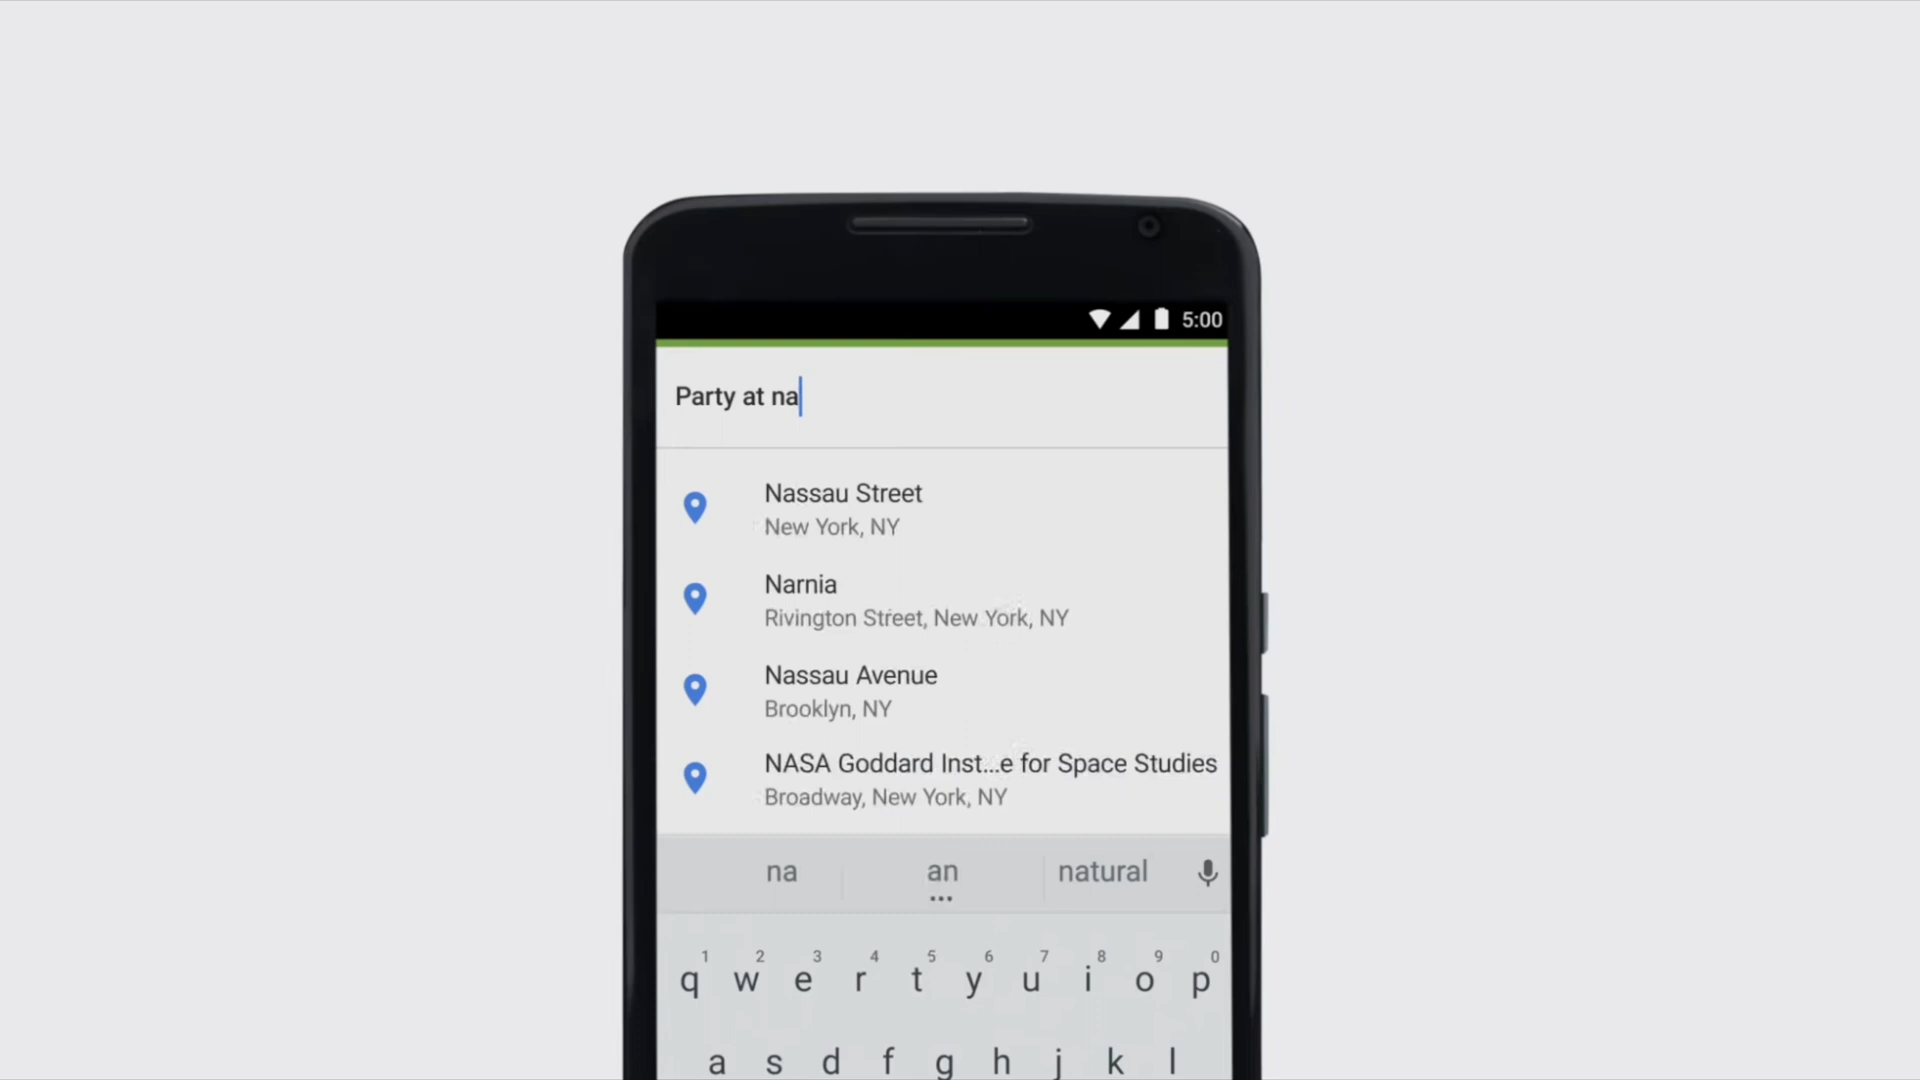 5:00
Party at na
Nassau Street
New York, NY
Narnia
Rivington Street, New York, NY
Nassau Avenue
Brooklyn, NY
NASA Goddard Inst...e for Space Studies
Broadway, New York, NY
na an natural
1 2 3 4 5 6 7 8 9 0
q w e r t y u i o p
a s d f g h j k l